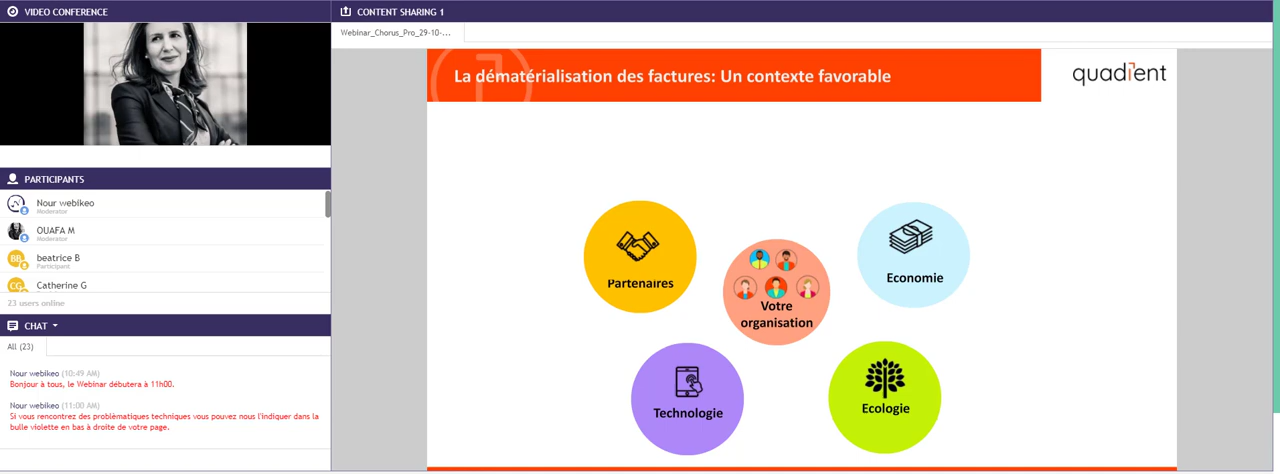 VIDEO CONFERENCE
PARTICIPANTS
Nour webikeo
Moderator
OUAFA M
Moderator
BB
beatrice B
Participant
CG
Catherine G
23 users online
CHAT
All (23)
Nour webikeo (10:49 AM)
Bonjour à tous, le Webinar débutera à 11h00.
Nour webikeo (11:00 AM)
Si vous rencontrez des problèmatiques techniques vous pouvez nous l'indiquer dans la
bulle violette en bas à droite de votre page.
CONTENT SHARING 1
Webinar_Chorus_Pro_29-10-...
La dématérialisation des factures: Un contexte favorable
quadient
Partenaires
Votre
organisation
Economie
Technologie
Ecologie